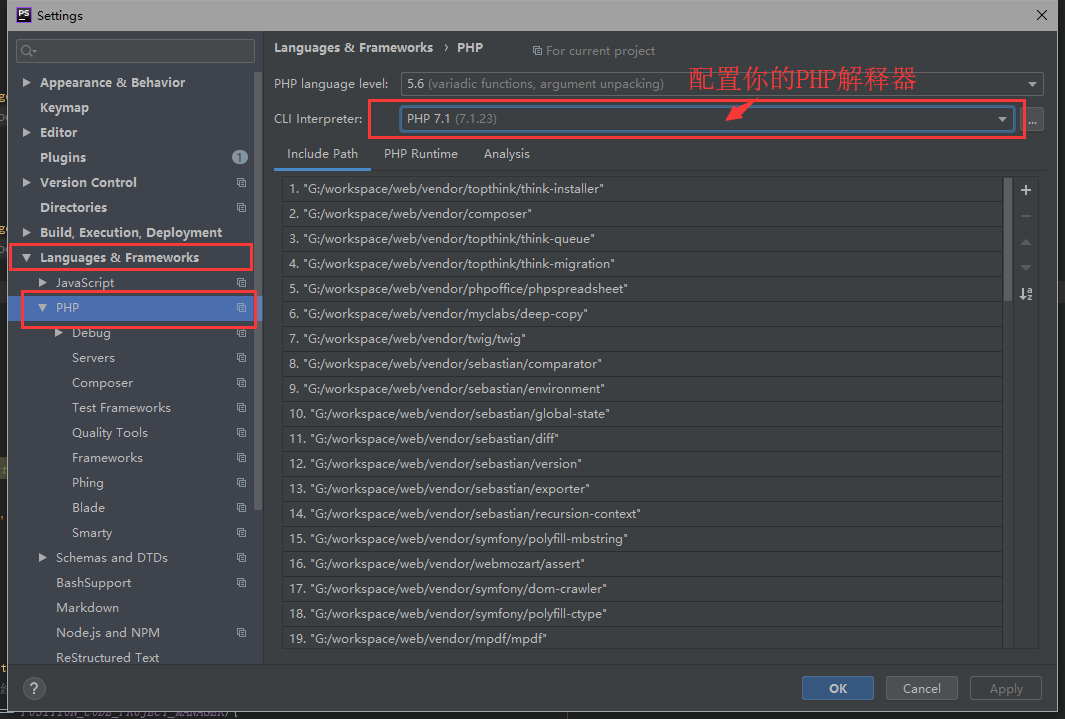 PS Settings
Languages & Frameworks › PHP For current project
PHP language level: 5.6 (variadic functions, argument unpacking)
配置你的PHP解释器
CLI Interpreter: PHP 7.1 (7.1.23) ...
Include Path PHP Runtime Analysis
Appearance & Behavior
Keymap
Editor
Plugins 1
Version Control
Directories
Build, Execution, Deployment
Languages & Frameworks
JavaScript
PHP
Debug
Servers
Composer
Test Frameworks
Quality Tools
Frameworks
Phing
Blade
Smarty
Schemas and DTDs
BashSupport
Markdown
Node.js and NPM
ReStructured Text
1. "G:/workspace/web/vendor/topthink/think-installer"
2. "G:/workspace/web/vendor/composer"
3. "G:/workspace/web/vendor/topthink/think-queue"
4. "G:/workspace/web/vendor/topthink/think-migration"
5. "G:/workspace/web/vendor/phpoffice/phpspreadsheet"
6. "G:/workspace/web/vendor/myclabs/deep-copy"
7. "G:/workspace/web/vendor/twig/twig"
8. "G:/workspace/web/vendor/sebastian/comparator"
9. "G:/workspace/web/vendor/sebastian/environment"
10. "G:/workspace/web/vendor/sebastian/global-state"
11. "G:/workspace/web/vendor/sebastian/diff"
12. "G:/workspace/web/vendor/sebastian/version"
13. "G:/workspace/web/vendor/sebastian/exporter"
14. "G:/workspace/web/vendor/sebastian/recursion-context"
15. "G:/workspace/web/vendor/symfony/polyfill-mbstring"
16. "G:/workspace/web/vendor/webmozart/assert"
17. "G:/workspace/web/vendor/symfony/dom-crawler"
18. "G:/workspace/web/vendor/symfony/polyfill-ctype"
19. "G:/workspace/web/vendor/mpdf/mpdf"
? OK Cancel Apply